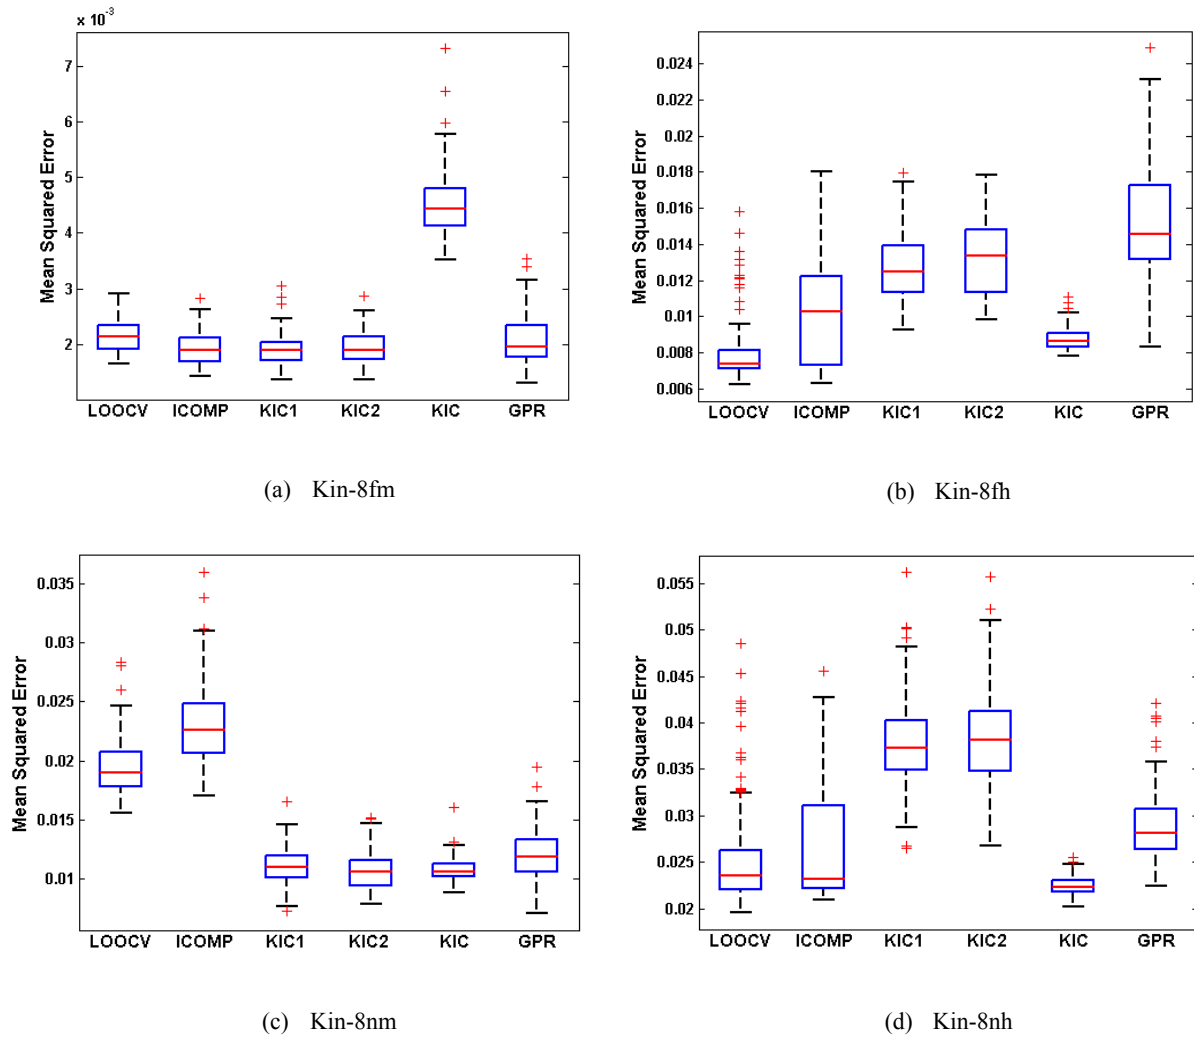 x 10⁻³
Mean Squared Error
7
6
5
4
3
2
LOOCV ICOMP KIC1 KIC2 KIC GPR
(a) Kin-8fm
Mean Squared Error
0.024
0.022
0.02
0.018
0.016
0.014
0.012
0.01
0.008
0.006
LOOCV ICOMP KIC1 KIC2 KIC GPR
(b) Kin-8fh
Mean Squared Error
0.035
0.03
0.025
0.02
0.015
0.01
LOOCV ICOMP KIC1 KIC2 KIC GPR
(c) Kin-8nm
Mean Squared Error
0.055
0.05
0.045
0.04
0.035
0.03
0.025
0.02
LOOCV ICOMP KIC1 KIC2 KIC GPR
(d) Kin-8nh